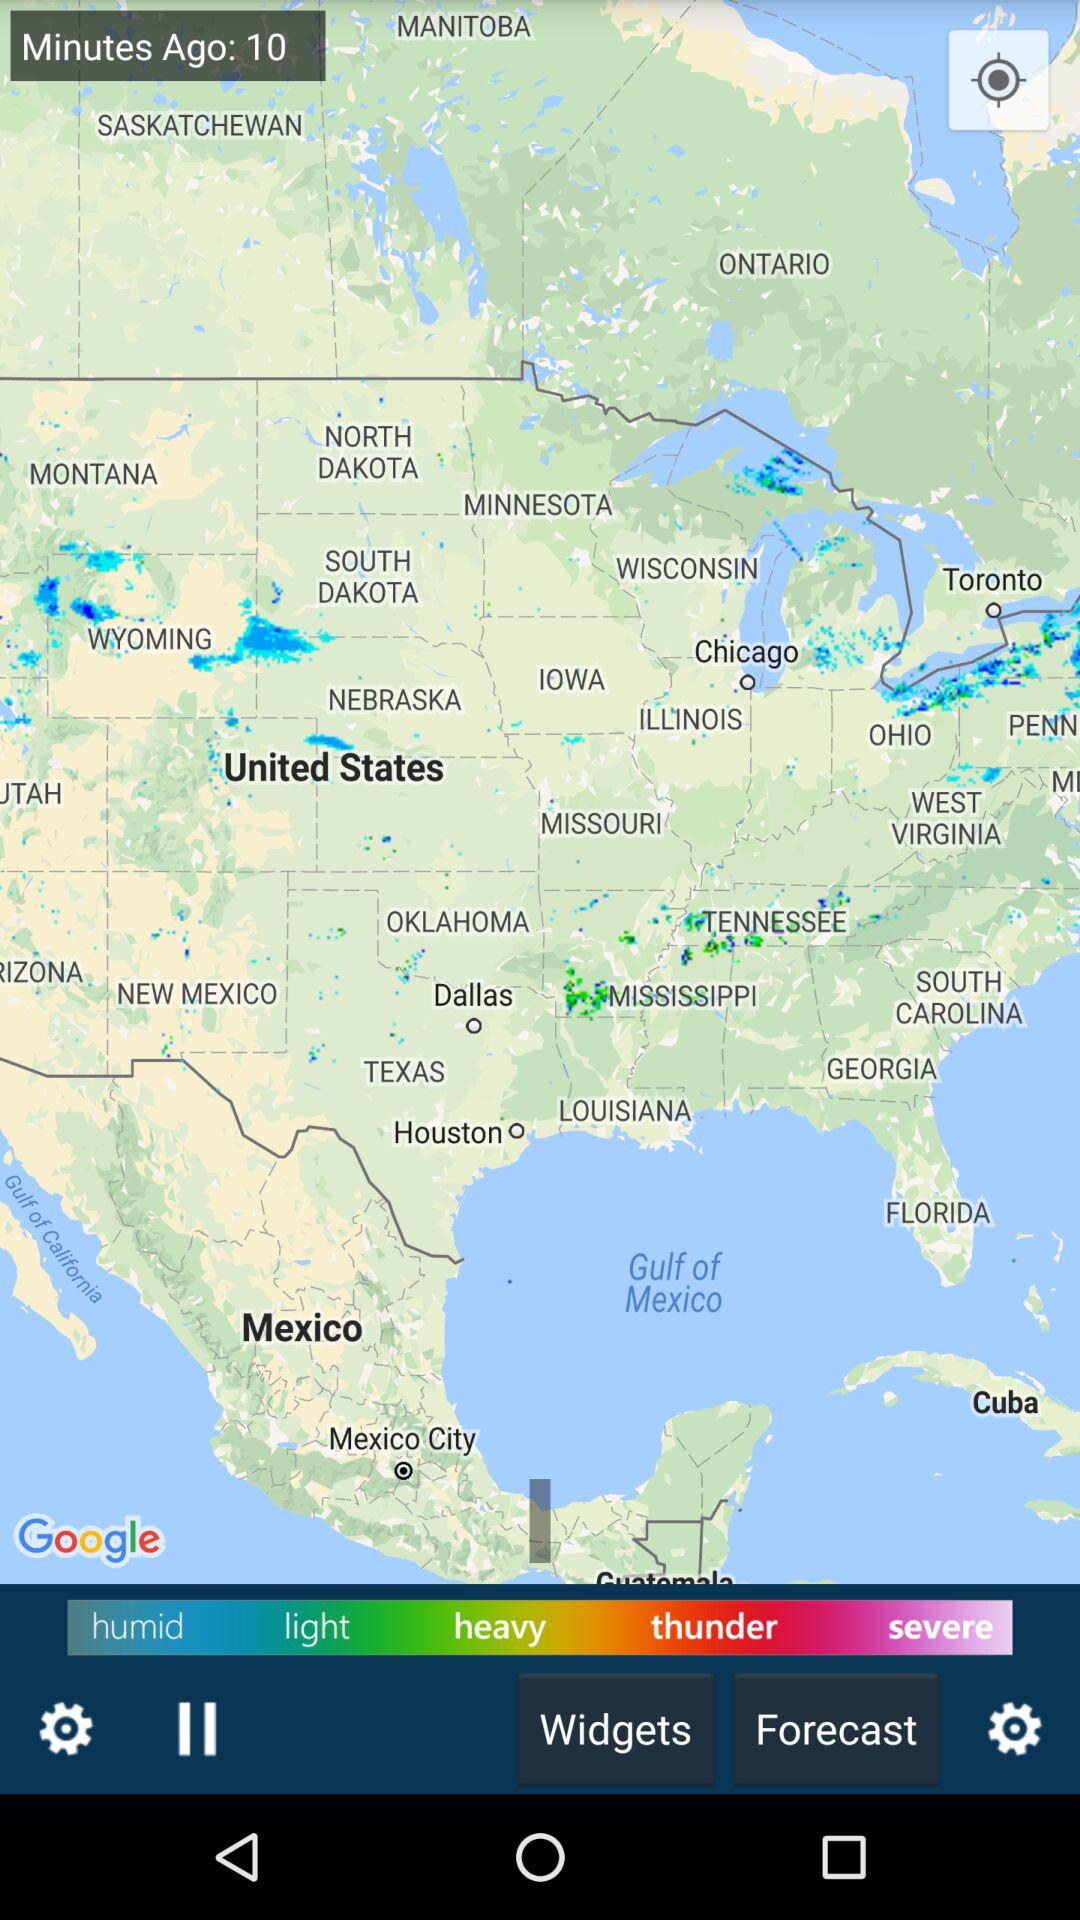 Minutes Ago: 10
MANITOBA
SASKATCHEWAN
ONTARIO
NORTH
DAKOTA
MONTANA
MINNESOTA
SOUTH
DAKOTA
WISCONSIN
Toronto
WYOMING
Chicago
IOWA
NEBRASKA
ILLINOIS
OHIO
PENN
United States
UTAH
MI
WEST
VIRGINIA
MISSOURI
OKLAHOMA
TENNESSEE
RIZONA
NEW MEXICO
Dallas
MISSISSIPPI
SOUTH
CAROLINA
TEXAS
GEORGIA
LOUISIANA
Houston
Gulf of California
FLORIDA
Gulf of
Mexico
Mexico
Cuba
Mexico City
Google
Guatemala
humid light heavy thunder severe
Widgets Forecast